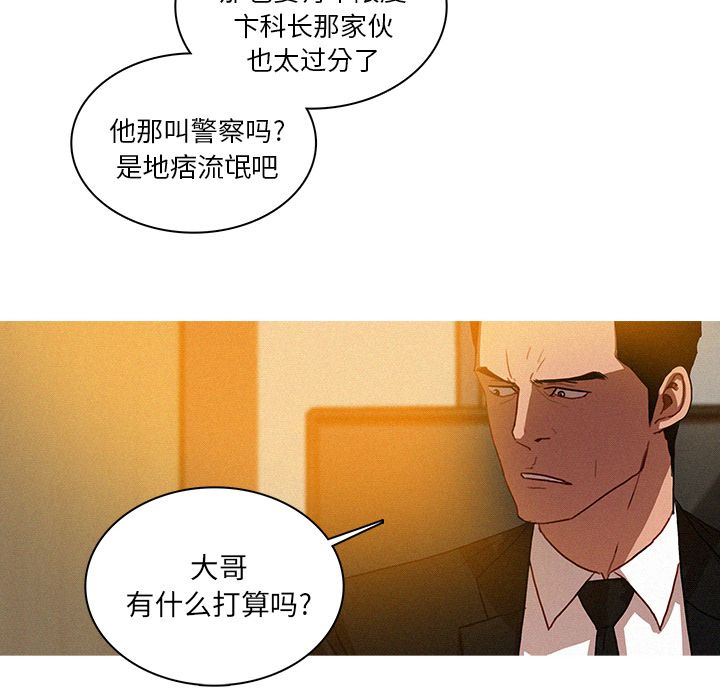 卞科长那家伙
也太过分了
他那叫警察吗?
是地痞流氓吧
大哥
有什么打算吗?